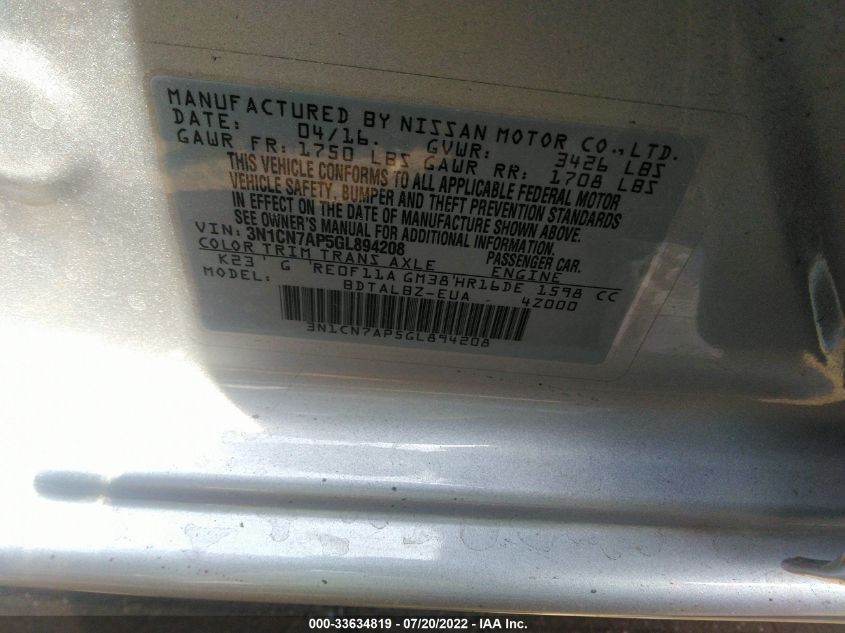 MANUFACTURED BY NISSAN MOTOR CO.,LTD.
DATE: 04/16. GVWR: 3426 LBS
GAWR FR: 1750 LBS GAWR RR: 1708 LBS
THIS VEHICLE CONFORMS TO ALL APPLICABLE FEDERAL MOTOR
VEHICLE SAFETY, BUMPER AND THEFT PREVENTION STANDARDS
IN EFFECT ON THE DATE OF MANUFACTURE SHOWN ABOVE.
SEE OWNER'S MANUAL FOR ADDITIONAL INFORMATION.
VIN: 3N1CN7AP5GL894208 PASSENGER CAR.
COLOR TRIM TRANS AXLE ENGINE
K23' G 'RE0F11A GM38'HR16DE 1598 CC
MODEL: BDTALBZ-EUA 42000
3N1CN7AP5GL894208
000-33634819 - 07/20/2022 - IAA Inc.